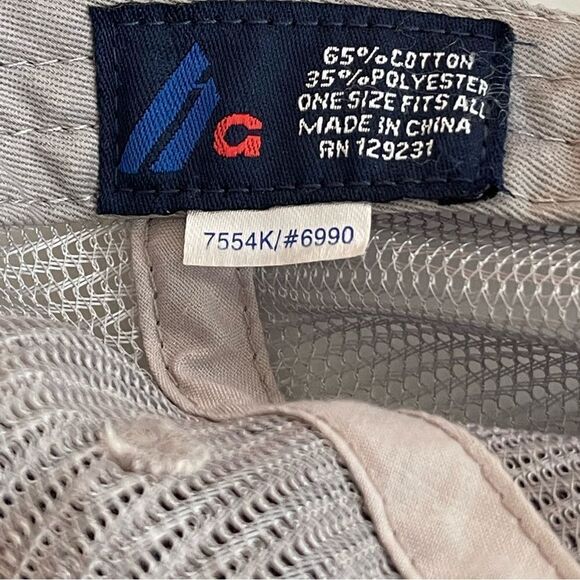 G
65%COTTON
35%POLYESTER
ONE SIZE FITS ALL
MADE IN CHINA
RN 129231
7554K/#6990